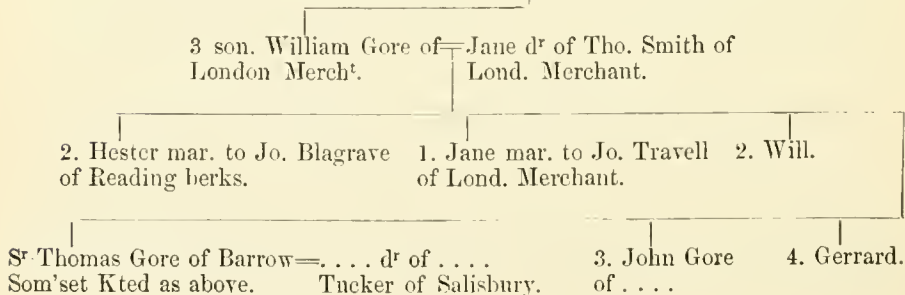 3 son. William Gore of=Jane dʳ of Tho. Smith of
London Merchᵗ. Lond. Merchant.
2. Hester mar. to Jo. Blagrave 1. Jane mar. to Jo. Travell 2. Will.
of Reading berks. of Lond. Merchant.
Sʳ Thomas Gore of Barrow=. . . . dʳ of . . . . 3. John Gore 4. Gerrard.
Som'set Kted as above. Tucker of Salisbury. of . . . .